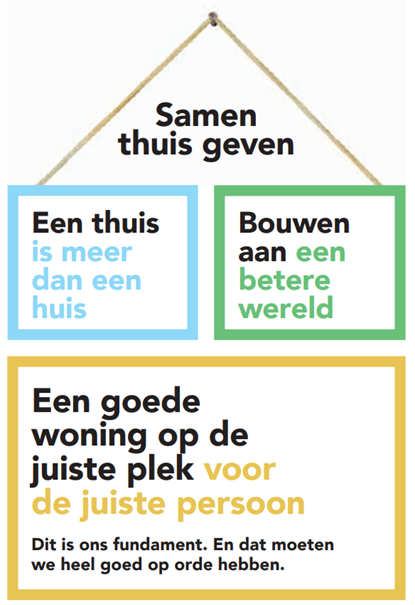 Samen
thuis geven
Een thuis
is meer
dan een
huis
Bouwen
aan een
betere
wereld
Een goede
woning op de
juiste plek voor
de juiste persoon
Dit is ons fundament. En dat moeten
we heel goed op orde hebben.